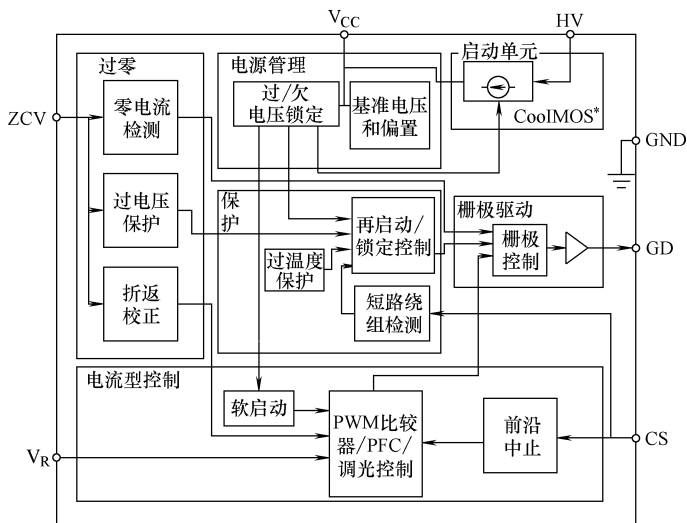 V_CC
HV
过零
电源管理
启动单元
零电流
检测
过/欠
电压锁定
基准电压
和偏置
CoolMOS*
ZCV
GND
过电压
保护
保
护
再启动/
锁定控制
栅极驱动
栅极
控制
GD
过温度
保护
折返
校正
短路绕
组检测
电流型控制
软启动
PWM比较
器/PFC/
调光控制
前沿
中止
CS
V_R